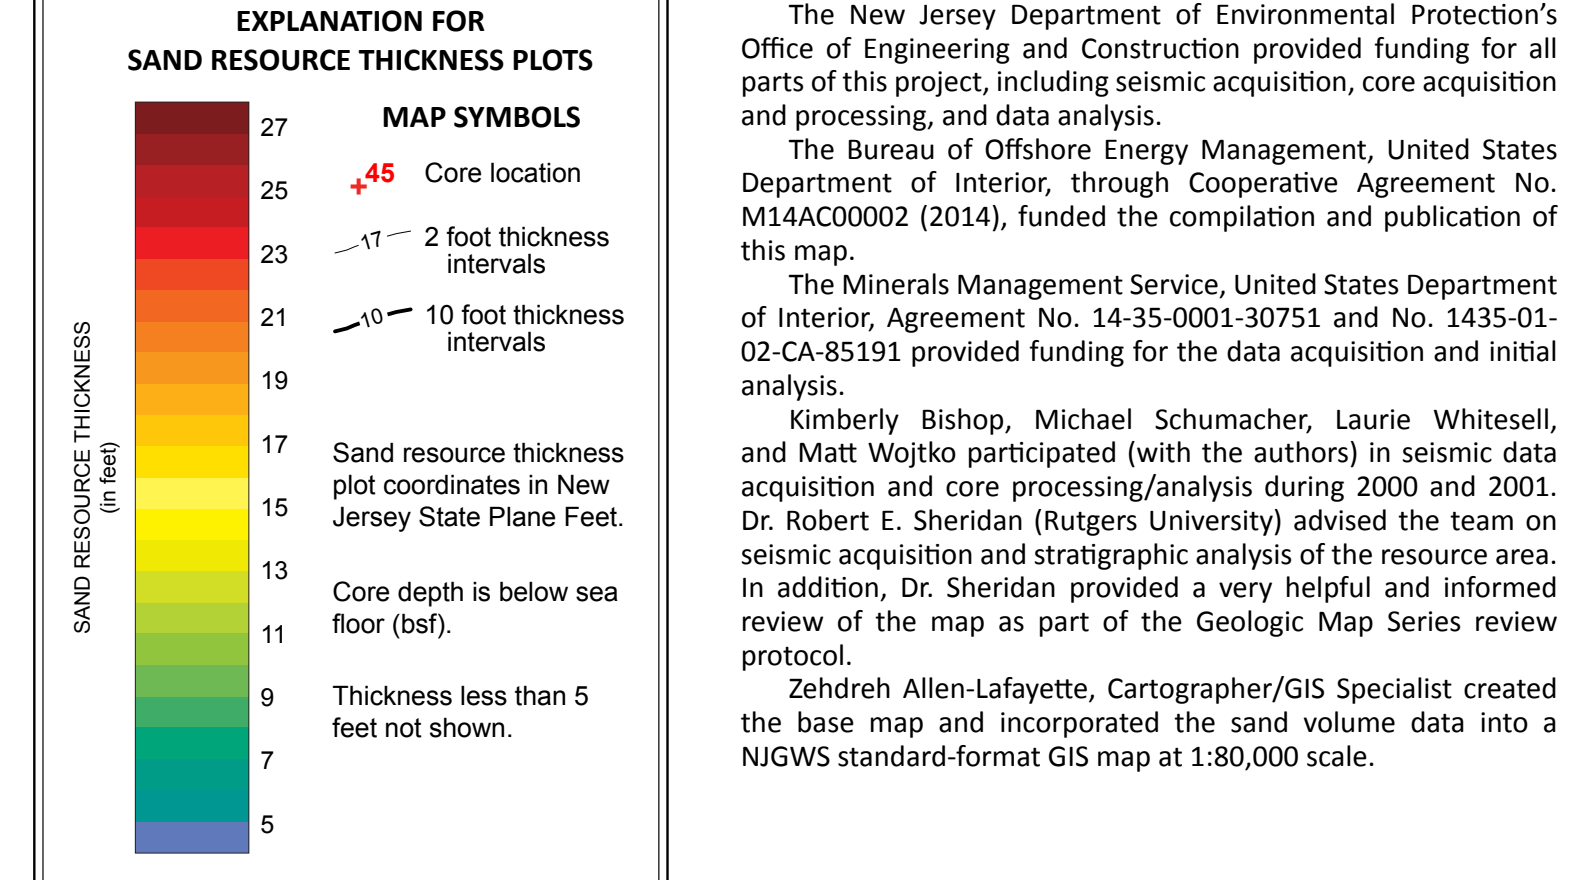 EXPLANATION FOR
SAND RESOURCE THICKNESS PLOTS
SAND RESOURCE THICKNESS
(in feet)
27
25
23
21
19
17
15
13
11
9
7
5
MAP SYMBOLS
+45 Core location
17 2 foot thickness
intervals
10 10 foot thickness
intervals
Sand resource thickness
plot coordinates in New
Jersey State Plane Feet.
Core depth is below sea
floor (bsf).
Thickness less than 5
feet not shown.
The New Jersey Department of Environmental Protection's
Office of Engineering and Construction provided funding for all
parts of this project, including seismic acquisition, core acquisition
and processing, and data analysis.
The Bureau of Offshore Energy Management, United States
Department of Interior, through Cooperative Agreement No.
M14AC00002 (2014), funded the compilation and publication of
this map.
The Minerals Management Service, United States Department
of Interior, Agreement No. 14-35-0001-30751 and No. 1435-01-
02-CA-85191 provided funding for the data acquisition and initial
analysis.
Kimberly Bishop, Michael Schumacher, Laurie Whitesell,
and Matt Wojtko participated (with the authors) in seismic data
acquisition and core processing/analysis during 2000 and 2001.
Dr. Robert E. Sheridan (Rutgers University) advised the team on
seismic acquisition and stratigraphic analysis of the resource area.
In addition, Dr. Sheridan provided a very helpful and informed
review of the map as part of the Geologic Map Series review
protocol.
Zehdreh Allen-Lafayette, Cartographer/GIS Specialist created
the base map and incorporated the sand volume data into a
NJGWS standard-format GIS map at 1:80,000 scale.